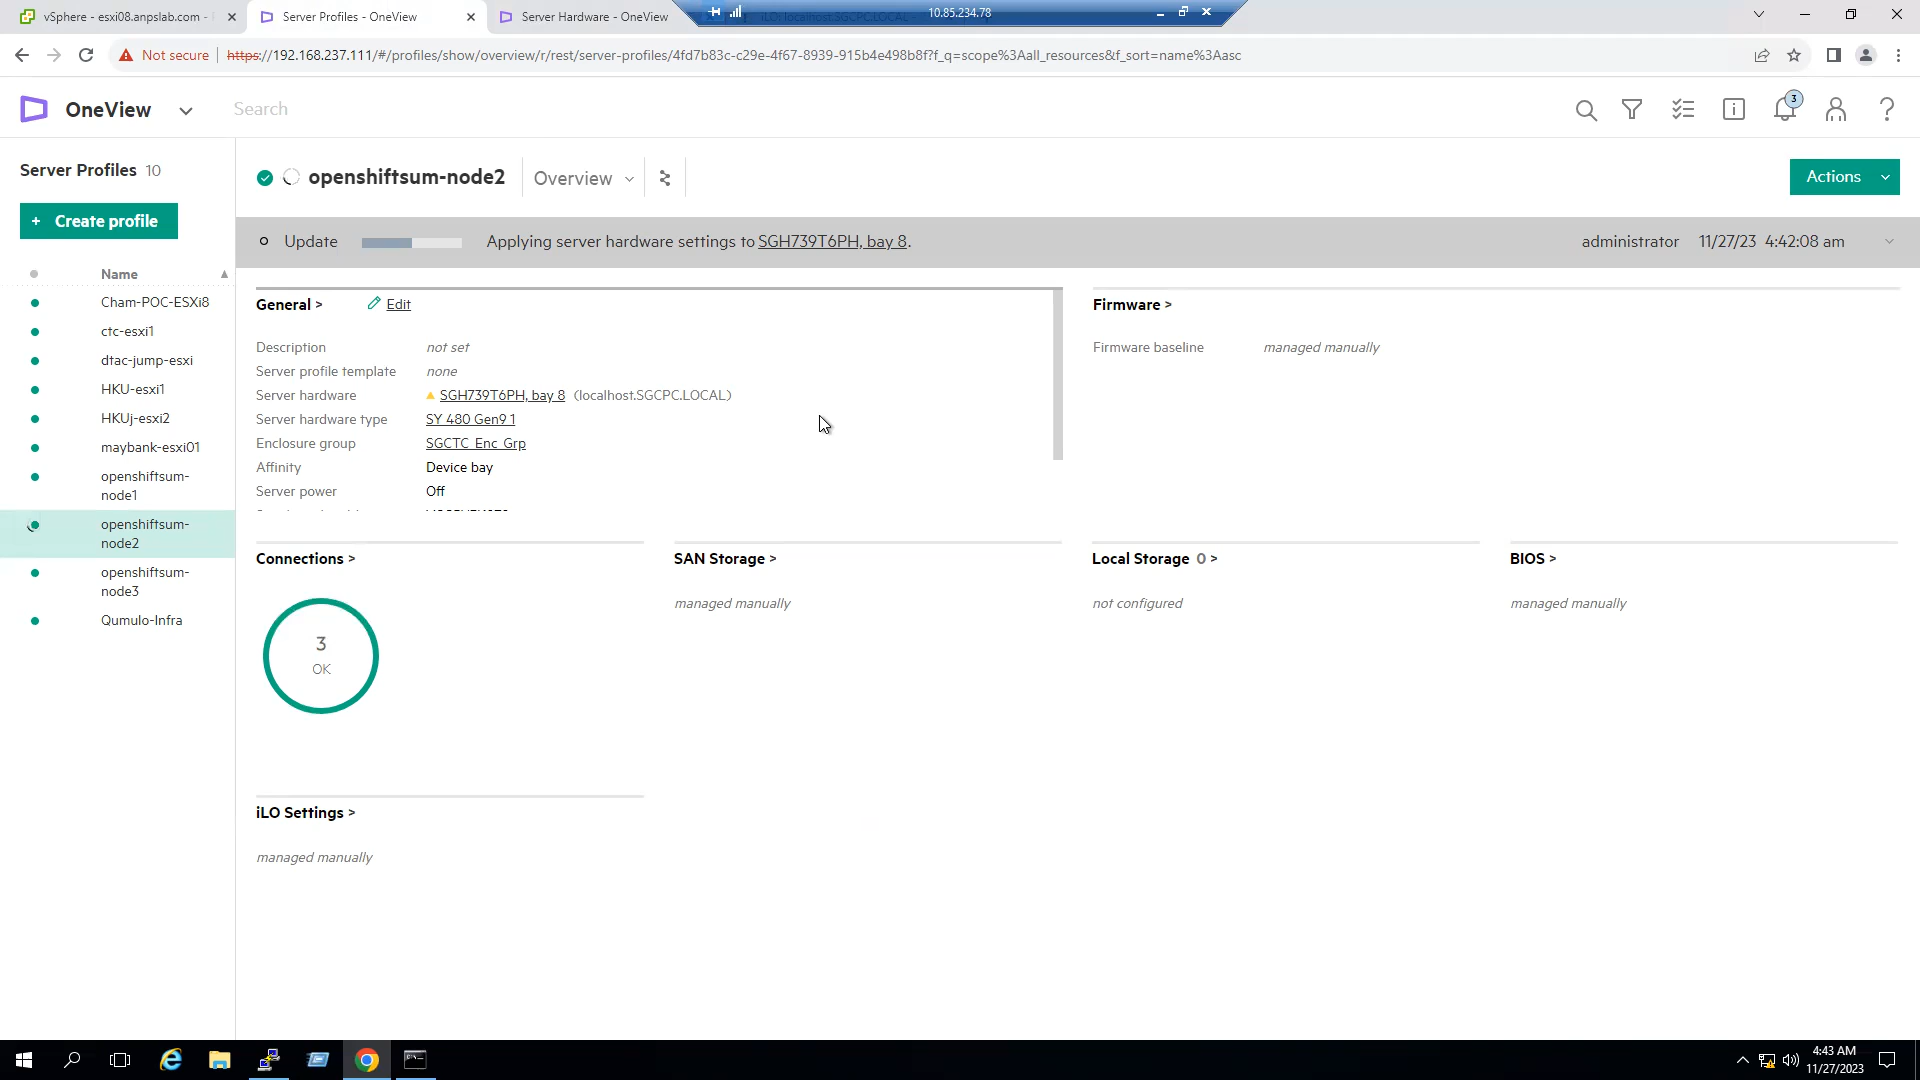 vSphere - esxi08.anpslab.com -
Server Profiles - OneView
Server Hardware - OneView
10.85.234.78
Not secure
https://192.168.237.111/#/profiles/show/overview/r/rest/server-profiles/4fd7b83c-c29e-4f67-8939-915b4e498b8f?f_q=scope%3Aall_resources&f_sort=name%3Aasc
OneView
Search
3
Server Profiles 10
openshiftsum-node2
Overview
Actions
+ Create profile
Update
Applying server hardware settings to SGH739T6PH, bay 8.
administrator
11/27/23 4:42:08 am
Name
Cham-POC-ESXi8
ctc-esxi1
dtac-jump-esxi
HKU-esxi1
HKUj-esxi2
maybank-esxi01
openshiftsum-
node1
openshiftsum-
node2
openshiftsum-
node3
Qumulo-Infra
General >
Edit
Description not set
Server profile template none
Server hardware SGH739T6PH, bay 8 (localhost.SGCPC.LOCAL)
Server hardware type SY 480 Gen9 1
Enclosure group SGCTC_Enc_Grp
Affinity Device bay
Server power Off
Firmware >
Firmware baseline managed manually
Connections >
3
OK
SAN Storage >
managed manually
Local Storage 0 >
not configured
BIOS >
managed manually
iLO Settings >
managed manually
4:43 AM
11/27/2023